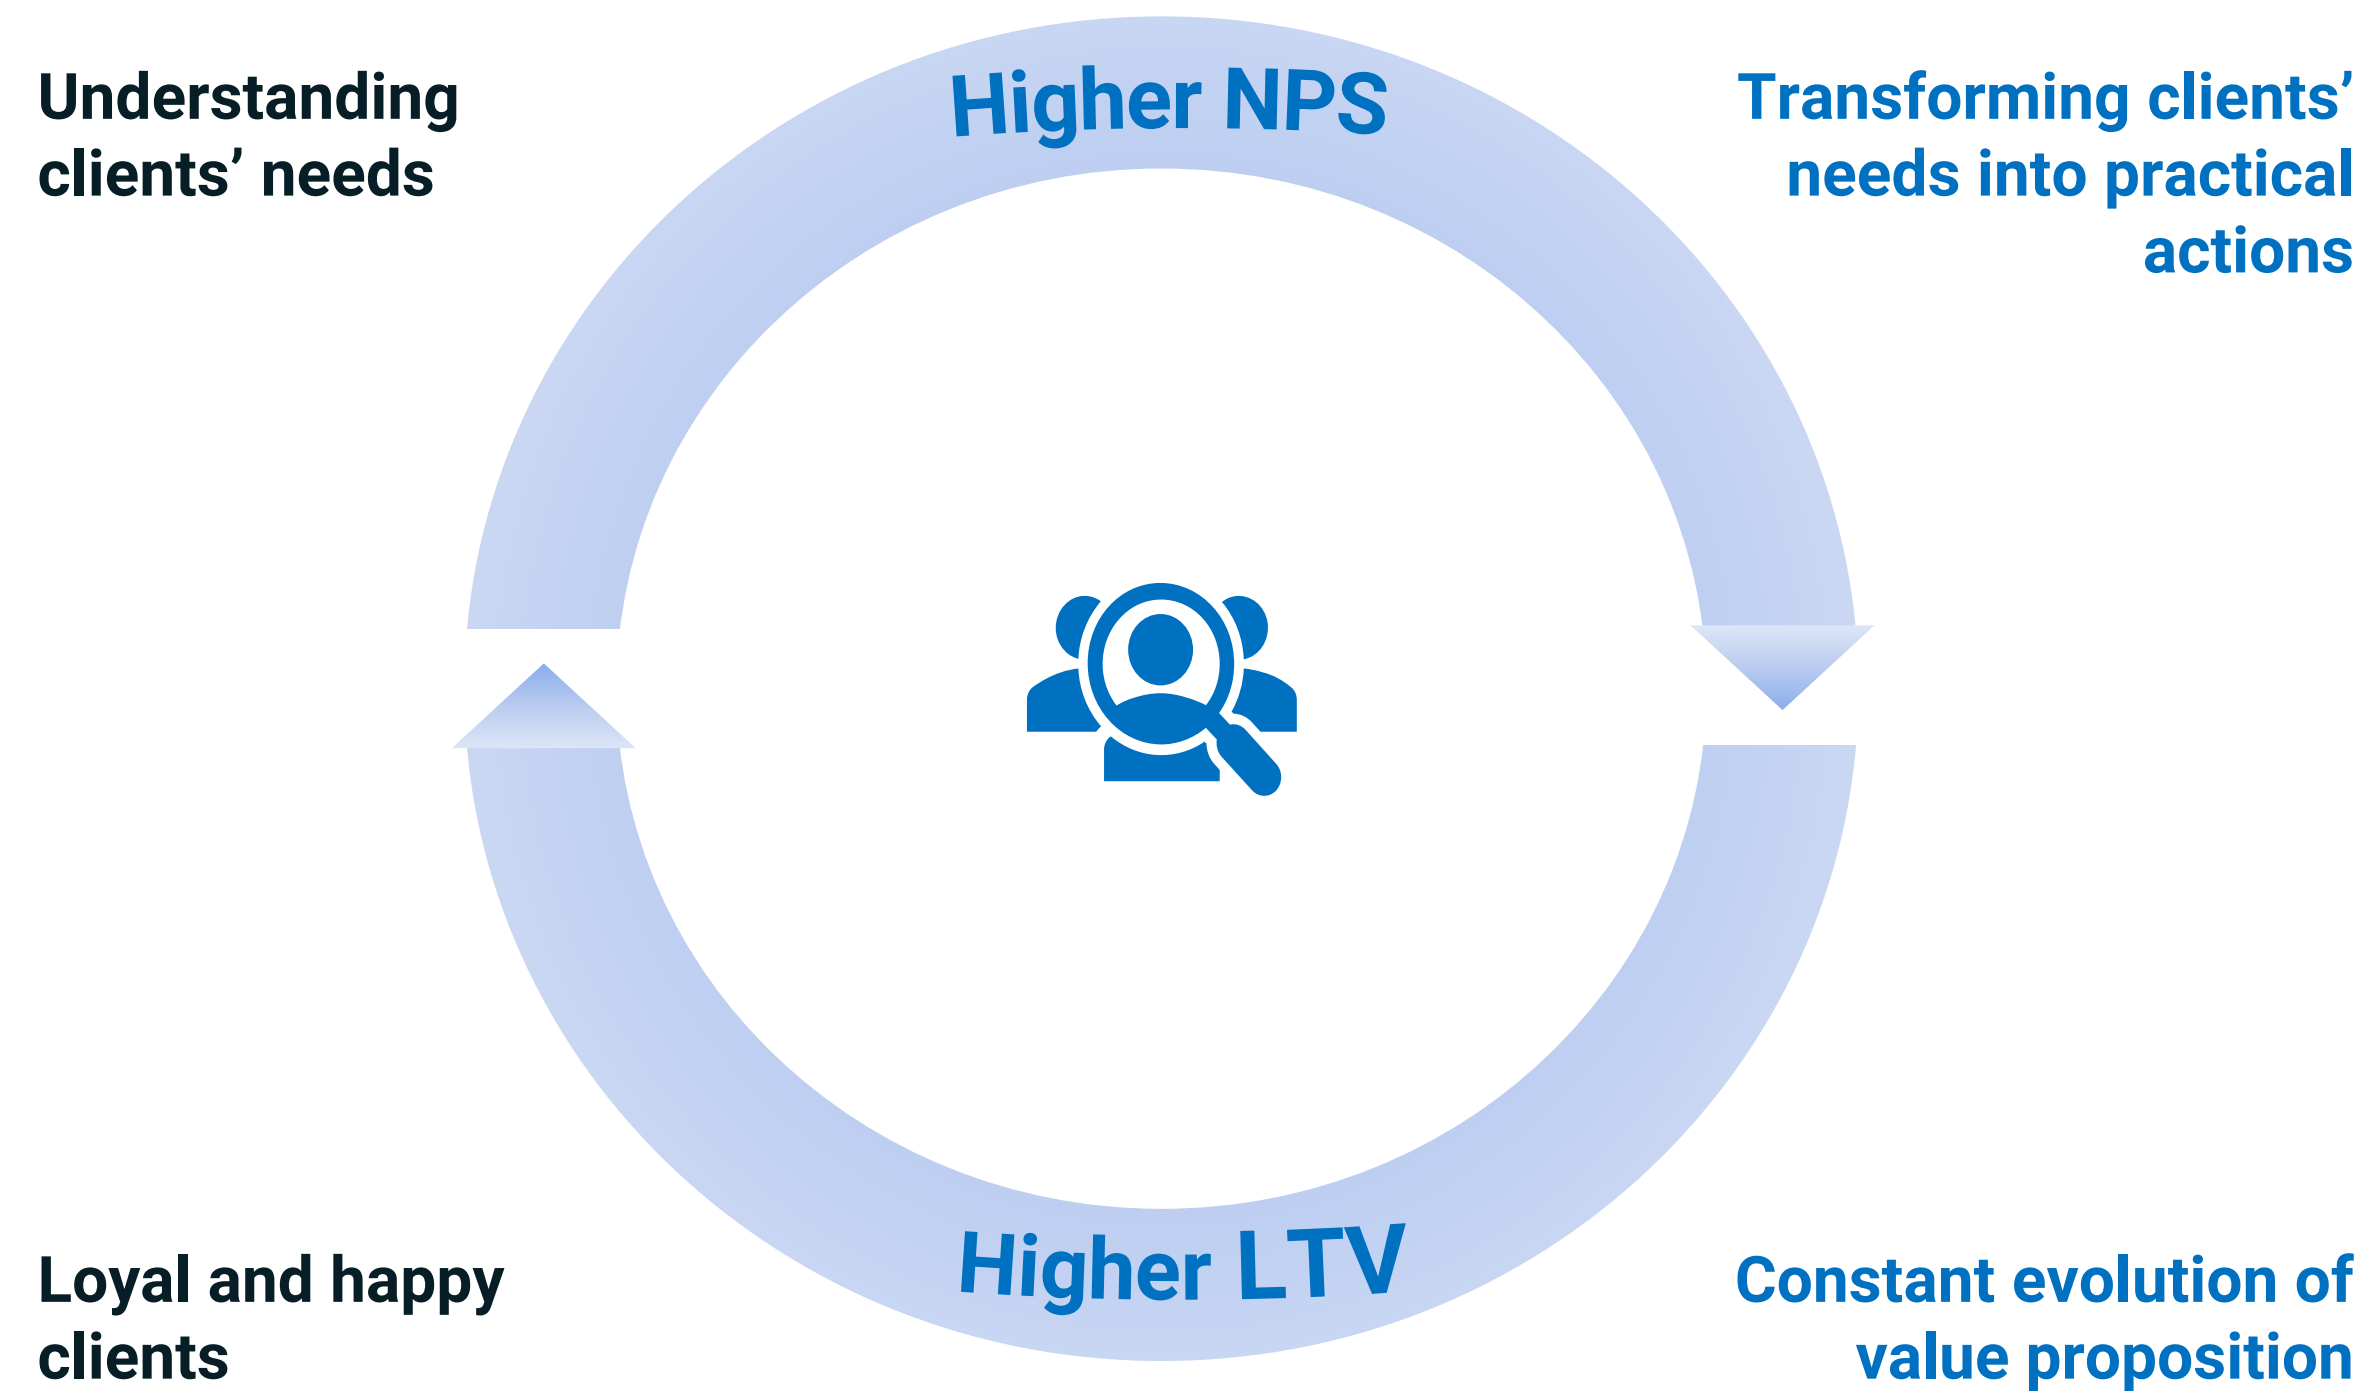 Understanding
clients’ needs
Higher NPS
Transforming clients’
needs into practical
actions
Loyal and happy
clients
Higher LTV
Constant evolution of
value proposition